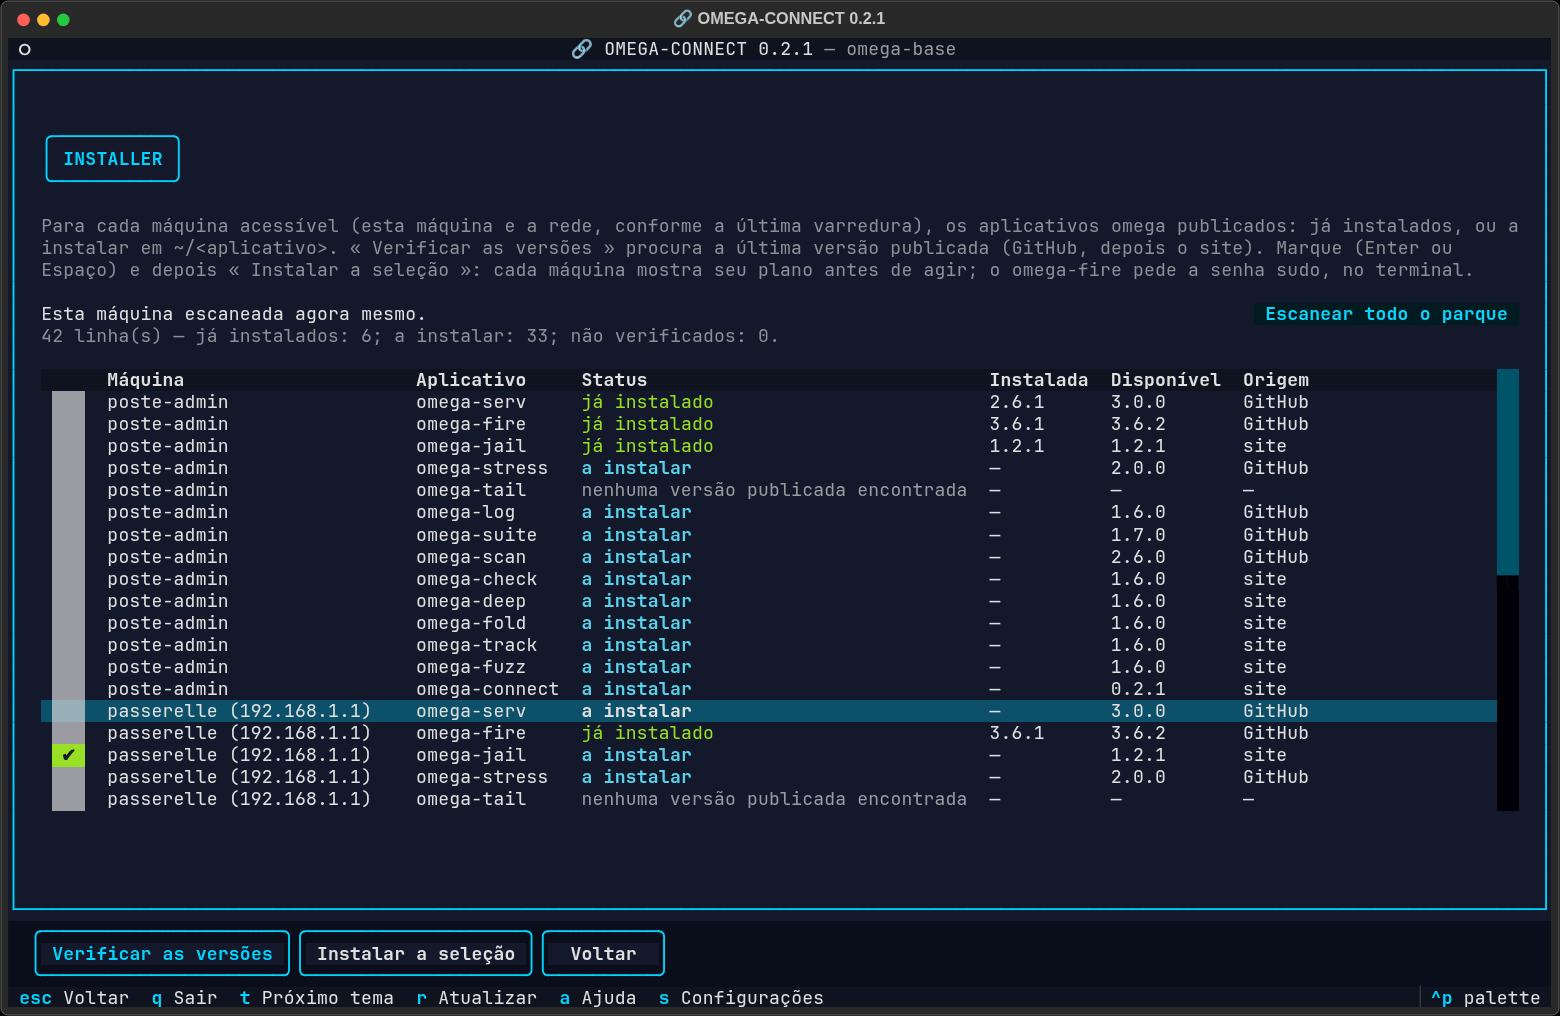 🔗 OMEGA-CONNECT 0.2.1
O 🔗 OMEGA-CONNECT 0.2.1 — omega-base
INSTALLER
Para cada máquina acessível (esta máquina e a rede, conforme a última varredura), os aplicativos omega publicados: já instalados, ou a
instalar em ~/<aplicativo>. « Verificar as versões » procura a última versão publicada (GitHub, depois o site). Marque (Enter ou
Espaço) e depois « Instalar a seleção »: cada máquina mostra seu plano antes de agir; o omega-fire pede a senha sudo, no terminal.
Esta máquina escaneada agora mesmo. Escanear todo o parque
42 linha(s) — já instalados: 6; a instalar: 33; não verificados: 0.
Máquina Aplicativo Status Instalada Disponível Origem
poste-admin omega-serv já instalado 2.6.1 3.0.0 GitHub
poste-admin omega-fire já instalado 3.6.1 3.6.2 GitHub
poste-admin omega-jail já instalado 1.2.1 1.2.1 site
poste-admin omega-stress a instalar — 2.0.0 GitHub
poste-admin omega-tail nenhuma versão publicada encontrada — — —
poste-admin omega-log a instalar — 1.6.0 GitHub
poste-admin omega-suite a instalar — 1.7.0 GitHub
poste-admin omega-scan a instalar — 2.6.0 GitHub
poste-admin omega-check a instalar — 1.6.0 site
poste-admin omega-deep a instalar — 1.6.0 site
poste-admin omega-fold a instalar — 1.6.0 site
poste-admin omega-track a instalar — 1.6.0 site
poste-admin omega-fuzz a instalar — 1.6.0 site
poste-admin omega-connect a instalar — 0.2.1 site
passerelle (192.168.1.1) omega-serv a instalar — 3.0.0 GitHub
passerelle (192.168.1.1) omega-fire já instalado 3.6.1 3.6.2 GitHub
✔ passerelle (192.168.1.1) omega-jail a instalar — 1.2.1 site
passerelle (192.168.1.1) omega-stress a instalar — 2.0.0 GitHub
passerelle (192.168.1.1) omega-tail nenhuma versão publicada encontrada — — —
Verificar as versões Instalar a seleção Voltar
esc Voltar q Sair t Próximo tema r Atualizar a Ajuda s Configurações ^p palette